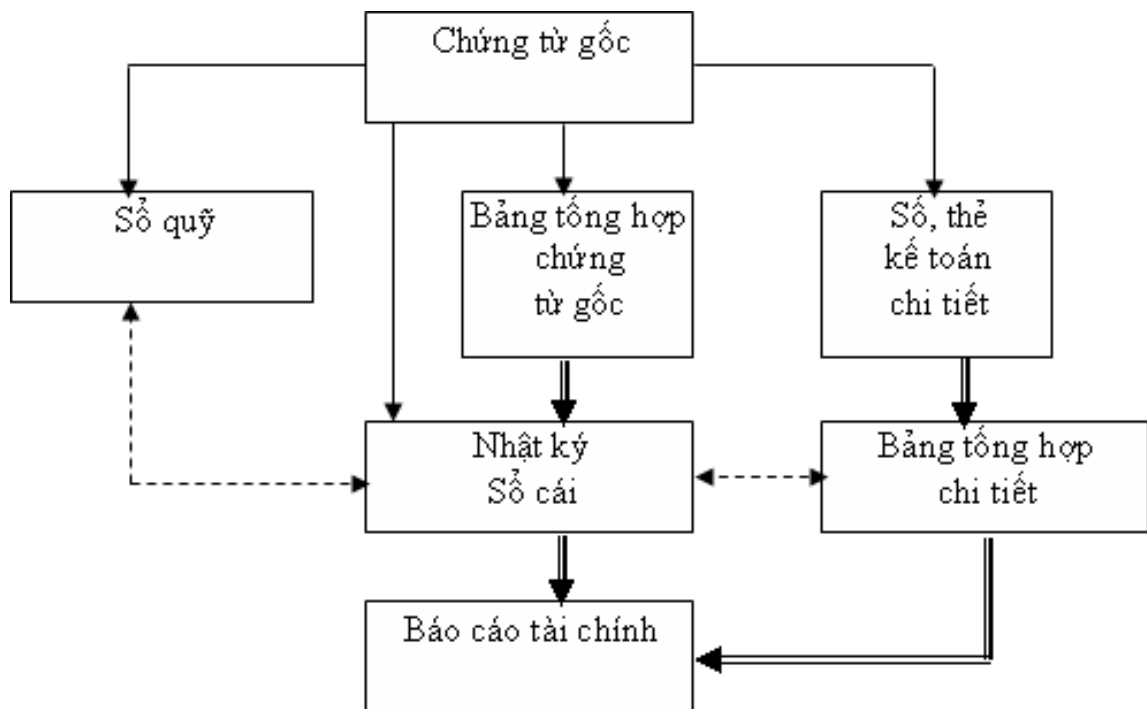 Chứng từ gốc
Sổ quỹ
Bảng tổng hợp
chứng
từ gốc
Số, thẻ
kế toán
chi tiết
Nhật ký
Sổ cái
Bảng tổng hợp
chi tiết
Báo cáo tài chính